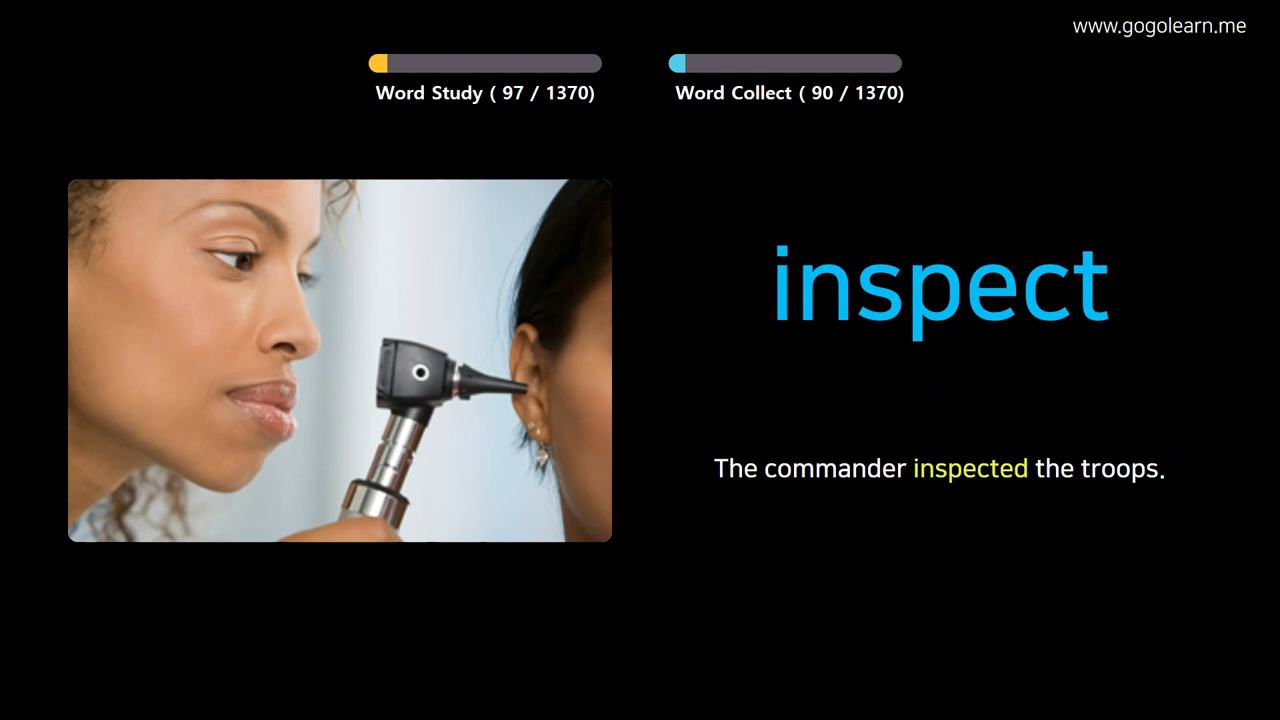 www.gogolearn.me
Word Study ( 97 / 1370)
Word Collect ( 90 / 1370)
inspect
The commander inspected the troops.